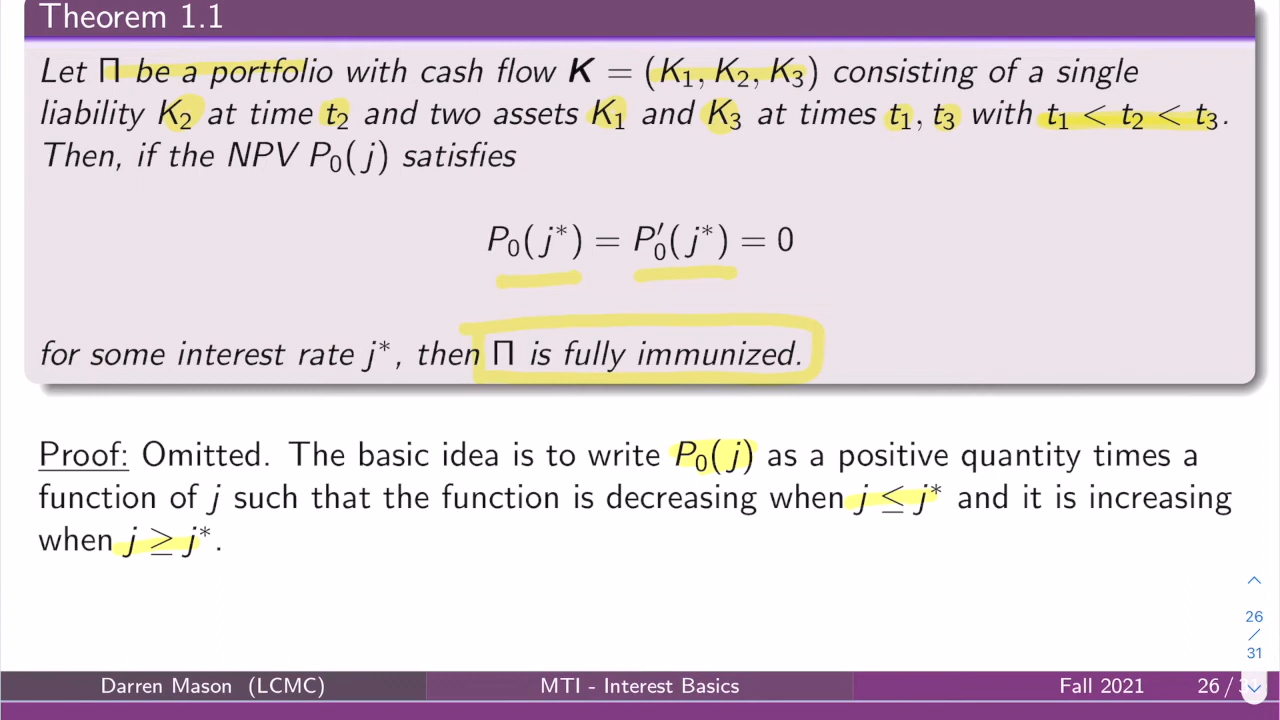 Theorem 1.1
Let Π be a portfolio with cash flow K = (K₁, K₂, K₃) consisting of a single
liability K₂ at time t₂ and two assets K₁ and K₃ at times t₁, t₃ with t₁ < t₂ < t₃.
Then, if the NPV P₀(j) satisfies
P₀(j*) = P₀′(j*) = 0
for some interest rate j*, then Π is fully immunized.
Proof: Omitted. The basic idea is to write P₀(j) as a positive quantity times a
function of j such that the function is decreasing when j ≤ j* and it is increasing
when j ≥ j*.
26
/
31
Darren Mason (LCMC) MTI - Interest Basics Fall 2021 26 /